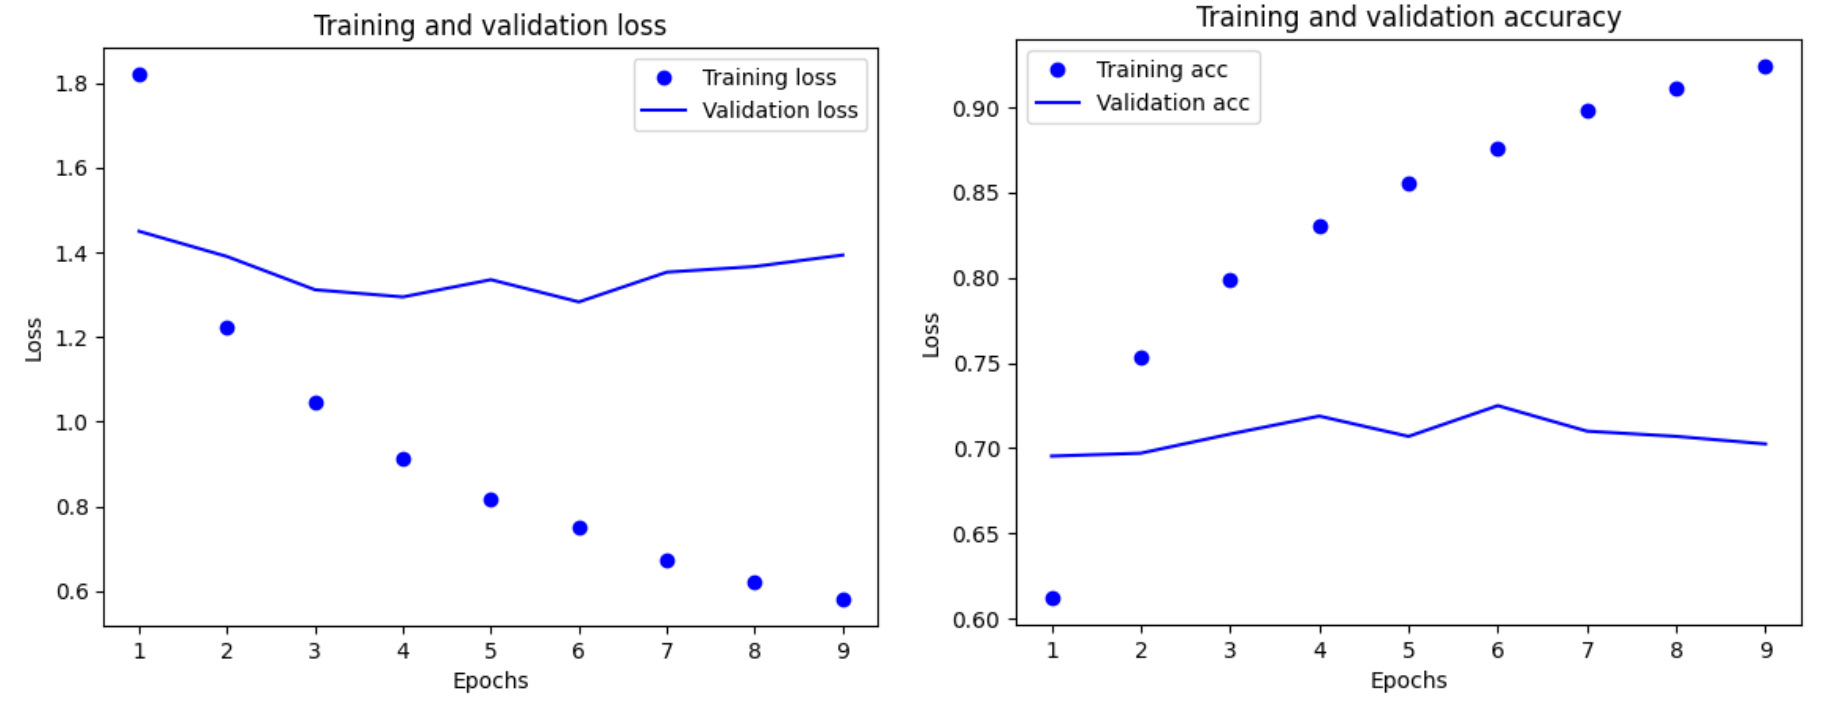 Training and validation loss
Training loss
Validation loss
1.8
1.6
1.4
1.2
1.0
0.8
0.6
Loss
1 2 3 4 5 6 7 8 9
Epochs
Training and validation accuracy
Training acc
Validation acc
0.90
0.85
0.80
0.75
0.70
0.65
0.60
Loss
1 2 3 4 5 6 7 8 9
Epochs